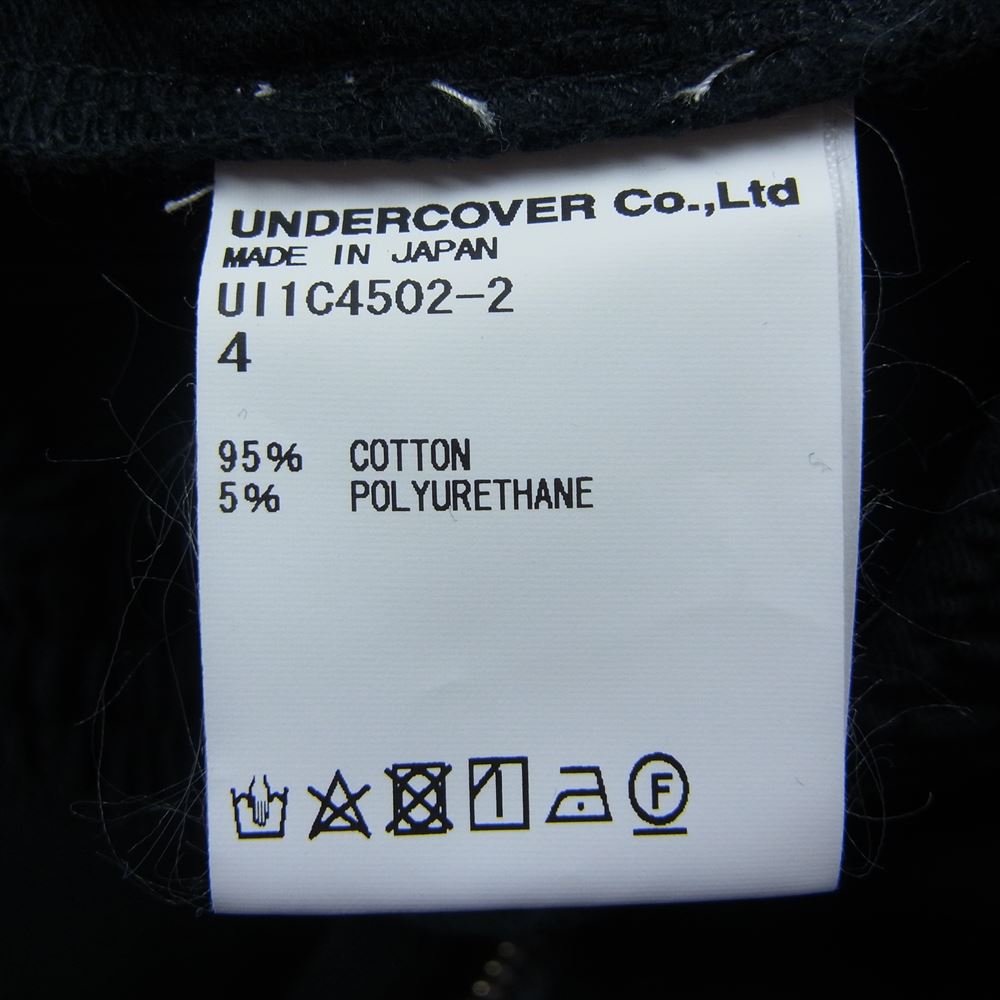 UNDERCOVER Co.,Ltd
MADE IN JAPAN
UI1C4502-2
4
95% COTTON
5% POLYURETHANE
F